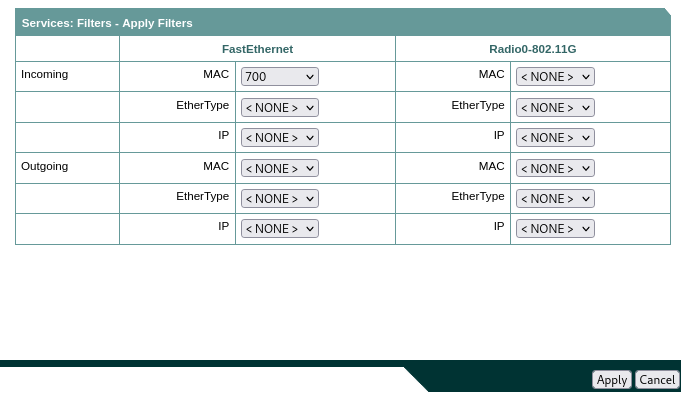 Services: Filters - Apply Filters
FastEthernet Radio0-802.11G
Incoming MAC 700 MAC < NONE >
EtherType < NONE > EtherType < NONE >
IP < NONE > IP < NONE >
Outgoing MAC < NONE > MAC < NONE >
EtherType < NONE > EtherType < NONE >
IP < NONE > IP < NONE >
Apply Cancel